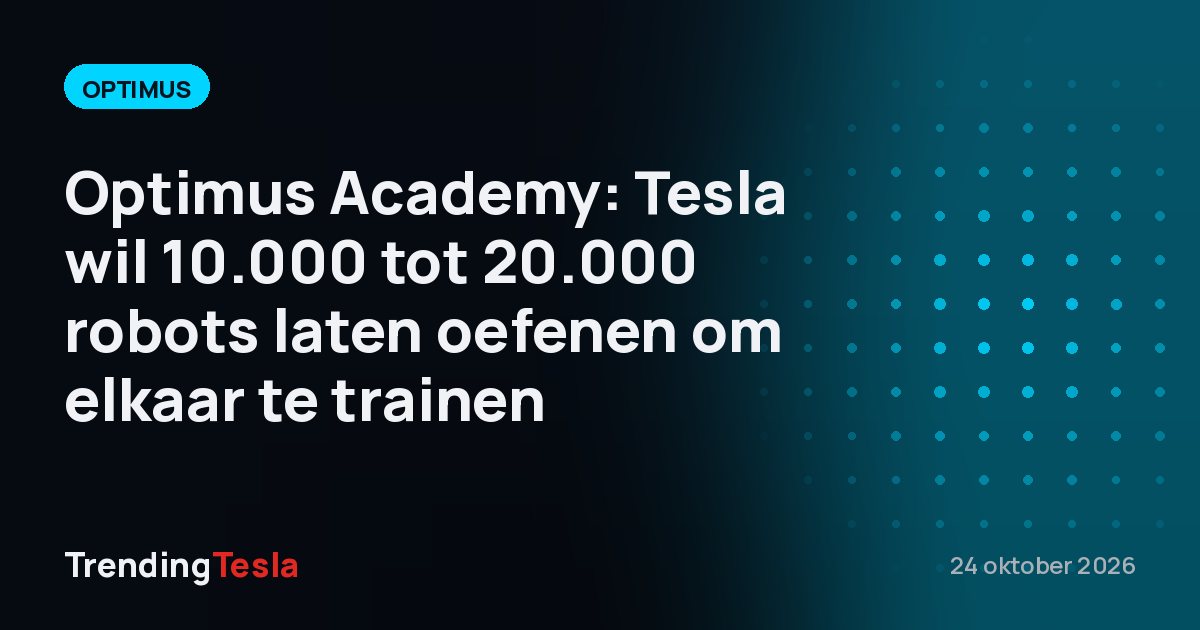 OPTIMUS
Optimus Academy: Tesla
wil 10.000 tot 20.000
robots laten oefenen om
elkaar te trainen
TrendingTesla
24 oktober 2026